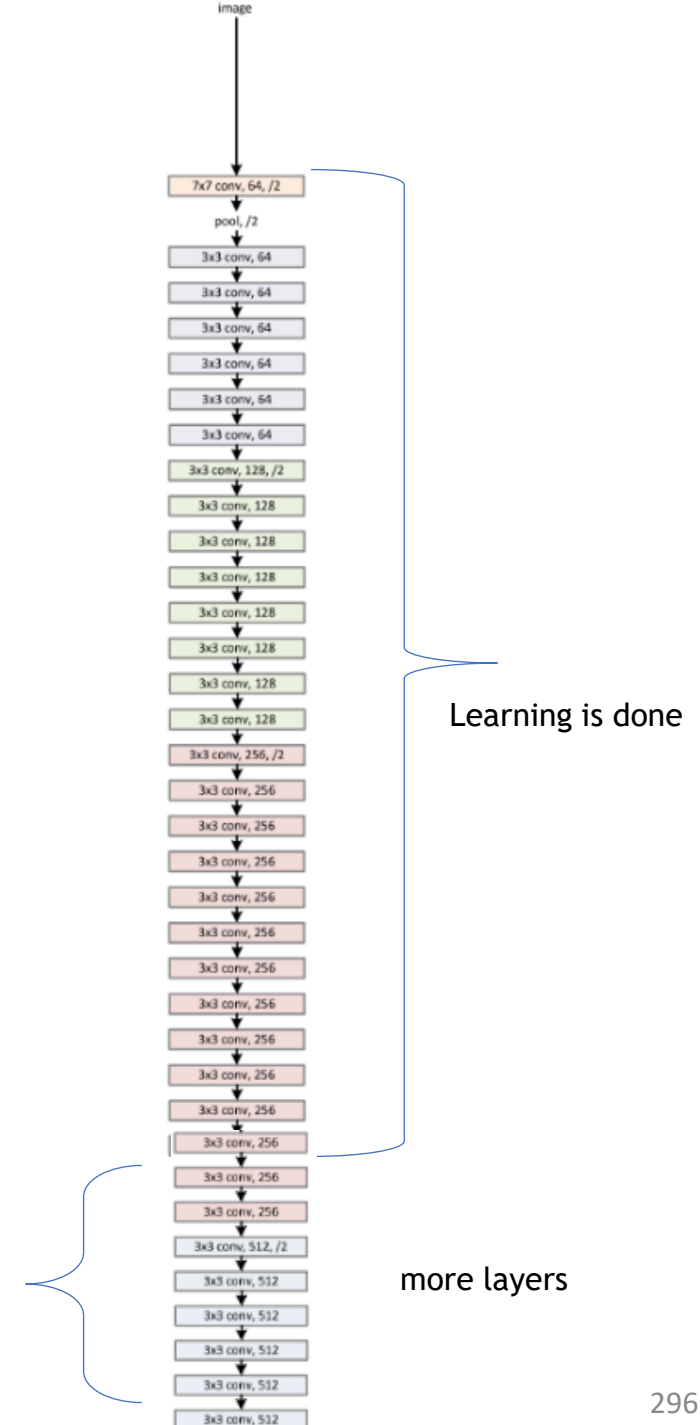 image
7x7 conv, 64, /2
pool, /2
3x3 conv, 64
3x3 conv, 64
3x3 conv, 64
3x3 conv, 64
3x3 conv, 64
3x3 conv, 64
3x3 conv, 128, /2
3x3 conv, 128
3x3 conv, 128
3x3 conv, 128
3x3 conv, 128
3x3 conv, 128
3x3 conv, 128
3x3 conv, 128
Learning is done
3x3 conv, 256, /2
3x3 conv, 256
3x3 conv, 256
3x3 conv, 256
3x3 conv, 256
3x3 conv, 256
3x3 conv, 256
3x3 conv, 256
3x3 conv, 256
3x3 conv, 256
3x3 conv, 256
3x3 conv, 256
3x3 conv, 256
3x3 conv, 256
3x3 conv, 512, /2
3x3 conv, 512
more layers
3x3 conv, 512
3x3 conv, 512
3x3 conv, 512
3x3 conv, 512
296